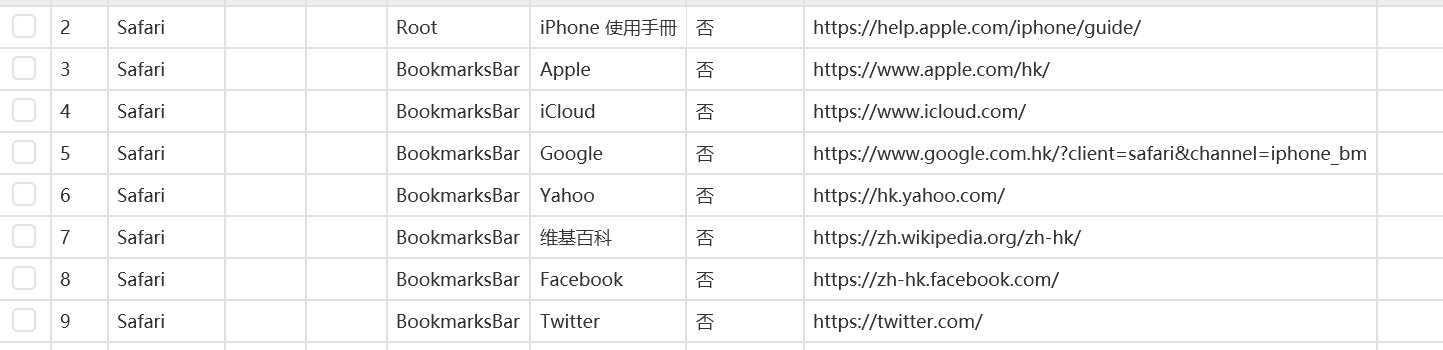 2 Safari Root iPhone 使用手冊 否 https://help.apple.com/iphone/guide/
3 Safari BookmarksBar Apple 否 https://www.apple.com/hk/
4 Safari BookmarksBar iCloud 否 https://www.icloud.com/
5 Safari BookmarksBar Google 否 https://www.google.com.hk/?client=safari&channel=iphone_bm
6 Safari BookmarksBar Yahoo 否 https://hk.yahoo.com/
7 Safari BookmarksBar 维基百科 否 https://zh.wikipedia.org/zh-hk/
8 Safari BookmarksBar Facebook 否 https://zh-hk.facebook.com/
9 Safari BookmarksBar Twitter 否 https://twitter.com/